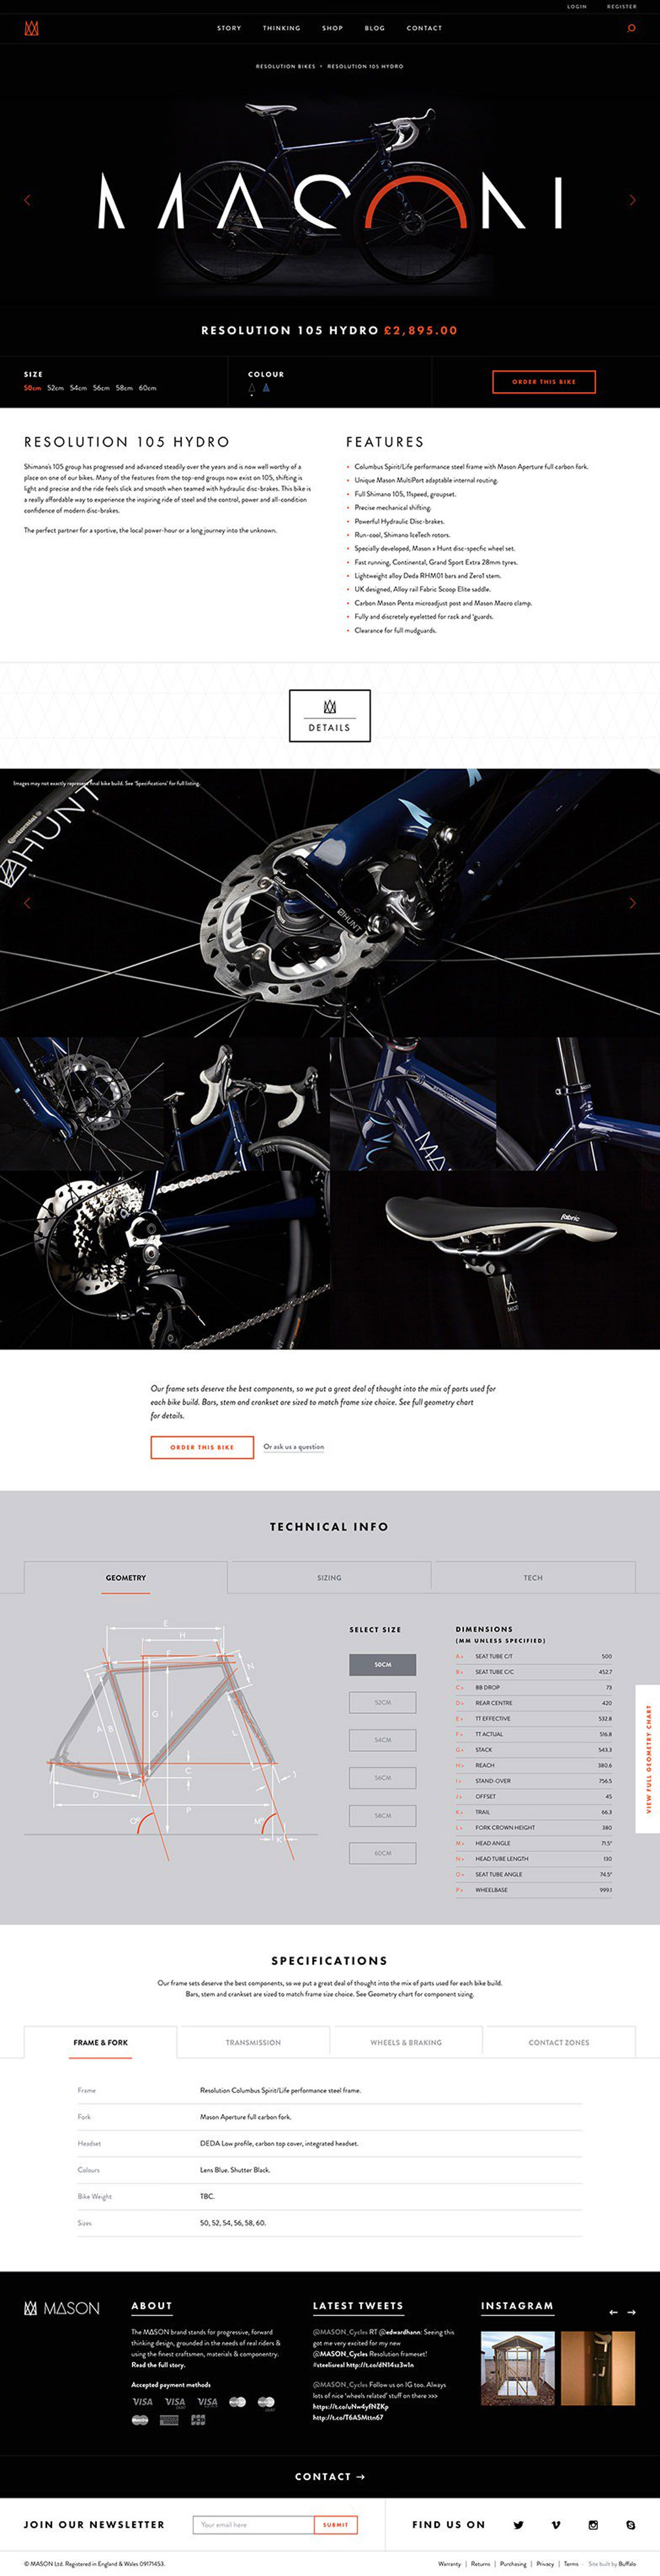 LOGIN REGISTER
STORY THINKING SHOP BLOG CONTACT
RESOLUTION BIKES • RESOLUTION 105 HYDRO
MASON
RESOLUTION 105 HYDRO £2,895.00
SIZE
50cm 52cm 54cm 56cm 58cm 60cm
COLOUR
ORDER THIS BIKE
RESOLUTION 105 HYDRO
Shimano's 105 group has progressed and advanced steadily over the years and is now well worthy of a
place on one of our bikes. Many of the features from the top-end groups now exist on 105, shifting is
light and precise and the ride feels slick and smooth when teamed with hydraulic disc-brakes. This bike is
a really affordable way to experience the inspiring ride of steel and the control, power and all-condition
confidence of modern disc-brakes.
The perfect partner for a sportive, the local power-hour or a long journey into the unknown.
FEATURES
• Columbus Spirit/Life performance steel frame with Mason Aperture full carbon fork.
• Unique Mason MultiPort adaptable internal routing.
• Full Shimano 105, 11speed, groupset.
• Precise mechanical shifting.
• Powerful Hydraulic Disc-brakes.
• Run-cool, Shimano IceTech rotors.
• Specially developed, Mason x Hunt disc-specfic wheel set.
• Fast running, Continental, Grand Sport Extra 28mm tyres.
• Lightweight alloy Deda RHM01 bars and Zero1 stem.
• UK designed, Alloy rail Fabric Scoop Elite saddle.
• Carbon Mason Penta microadjust post and Mason Macro clamp.
• Fully and discretely eyeletted for rack and 'guards.
• Clearance for full mudguards.
DETAILS
Images may not exactly represent final bike build. See 'Specifications' for full listing.
Continental
HUNT
HUNT
HUNT
fabric
Our frame sets deserve the best components, so we put a great deal of thought into the mix of parts used for
each bike build. Bars, stem and crankset are sized to match frame size choice. See full geometry chart
for details.
ORDER THIS BIKE Or ask us a question
TECHNICAL INFO
GEOMETRY SIZING TECH
E
H
F
N
A B G I
L
C
J
D
P
O° M°
K
SELECT SIZE
50CM
52CM
54CM
56CM
58CM
60CM
DIMENSIONS
(MM UNLESS SPECIFIED)
A > SEAT TUBE C/T 500
B > SEAT TUBE C/C 452.7
C > BB DROP 73
D > REAR CENTRE 420
E > TT EFFECTIVE 532.8
F > TT ACTUAL 516.8
G > STACK 543.3
H > REACH 380.6
I > STAND-OVER 756.5
J > OFFSET 45
K > TRAIL 66.3
L > FORK CROWN HEIGHT 380
M > HEAD ANGLE 71.5°
N > HEAD TUBE LENGTH 130
O > SEAT TUBE ANGLE 74.5°
P > WHEELBASE 999.1
VIEW FULL GEOMETRY CHART
SPECIFICATIONS
Our frame sets deserve the best components, so we put a great deal of thought into the mix of parts used for each bike build.
Bars, stem and crankset are sized to match frame size choice. See Geometry chart for component sizing.
FRAME & FORK TRANSMISSION WHEELS & BRAKING CONTACT ZONES
Frame Resolution Columbus Spirit/Life performance steel frame.
Fork Mason Aperture full carbon fork.
Headset DEDA Low profile, carbon top cover, integrated headset.
Colours Lens Blue. Shutter Black.
Bike Weight TBC.
Sizes 50, 52, 54, 56, 58, 60.
MASON
ABOUT
The MASON brand stands for progressive, forward
thinking design, grounded in the needs of real riders &
using the finest craftsmen, materials & componentry.
Read the full story.
Accepted payment methods
VISA VISA VISA
LATEST TWEETS
@MASON_Cycles RT @edwardhann: Seeing this
got me very excited for my new
@MASON_Cycles Resolution frameset!
#steelisreal http://t.co/dN14sz3w1n
@MASON_Cycles Follow us on IG too. Always
lots of nice 'wheels related' stuff on there >>>
https://t.co/uNw4yfNZKp
http://t.co/T6A5Mttn67
INSTAGRAM ← →
CONTACT →
JOIN OUR NEWSLETTER Your email here SUBMIT
FIND US ON
© MASON Ltd. Registered in England & Wales 09171453.
Warranty | Returns | Purchasing | Privacy | Terms - Site built by Buffalo